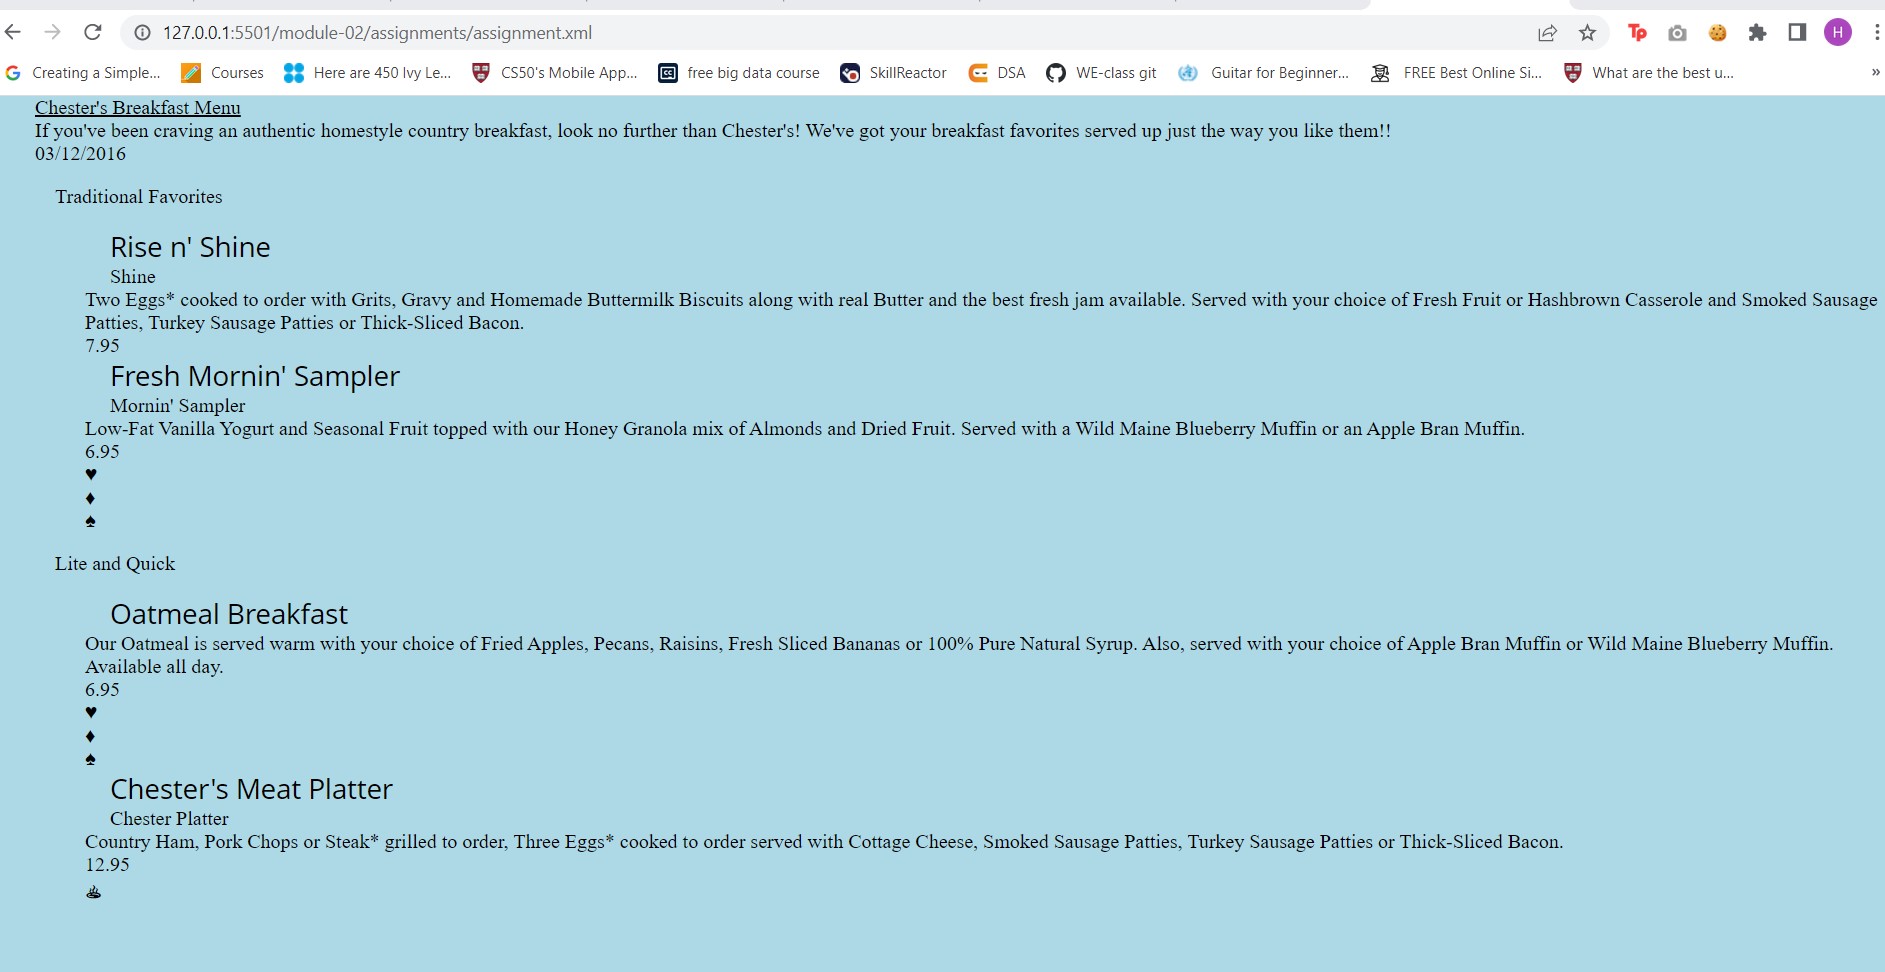 127.0.0.1:5501/module-02/assignments/assignment.xml
Tp
H
G Creating a Simple... Courses Here are 450 Ivy Le... CS50's Mobile App... CC free big data course SkillReactor DSA WE-class git Guitar for Beginner... FREE Best Online Si... What are the best u... »
Chester's Breakfast Menu
If you've been craving an authentic homestyle country breakfast, look no further than Chester's! We've got your breakfast favorites served up just the way you like them!!
03/12/2016
Traditional Favorites
Rise n' Shine
Shine
Two Eggs* cooked to order with Grits, Gravy and Homemade Buttermilk Biscuits along with real Butter and the best fresh jam available. Served with your choice of Fresh Fruit or Hashbrown Casserole and Smoked Sausage
Patties, Turkey Sausage Patties or Thick-Sliced Bacon.
7.95
Fresh Mornin' Sampler
Mornin' Sampler
Low-Fat Vanilla Yogurt and Seasonal Fruit topped with our Honey Granola mix of Almonds and Dried Fruit. Served with a Wild Maine Blueberry Muffin or an Apple Bran Muffin.
6.95
♥
♦
♠
Lite and Quick
Oatmeal Breakfast
Our Oatmeal is served warm with your choice of Fried Apples, Pecans, Raisins, Fresh Sliced Bananas or 100% Pure Natural Syrup. Also, served with your choice of Apple Bran Muffin or Wild Maine Blueberry Muffin.
Available all day.
6.95
♥
♦
♠
Chester's Meat Platter
Chester Platter
Country Ham, Pork Chops or Steak* grilled to order, Three Eggs* cooked to order served with Cottage Cheese, Smoked Sausage Patties, Turkey Sausage Patties or Thick-Sliced Bacon.
12.95
♨